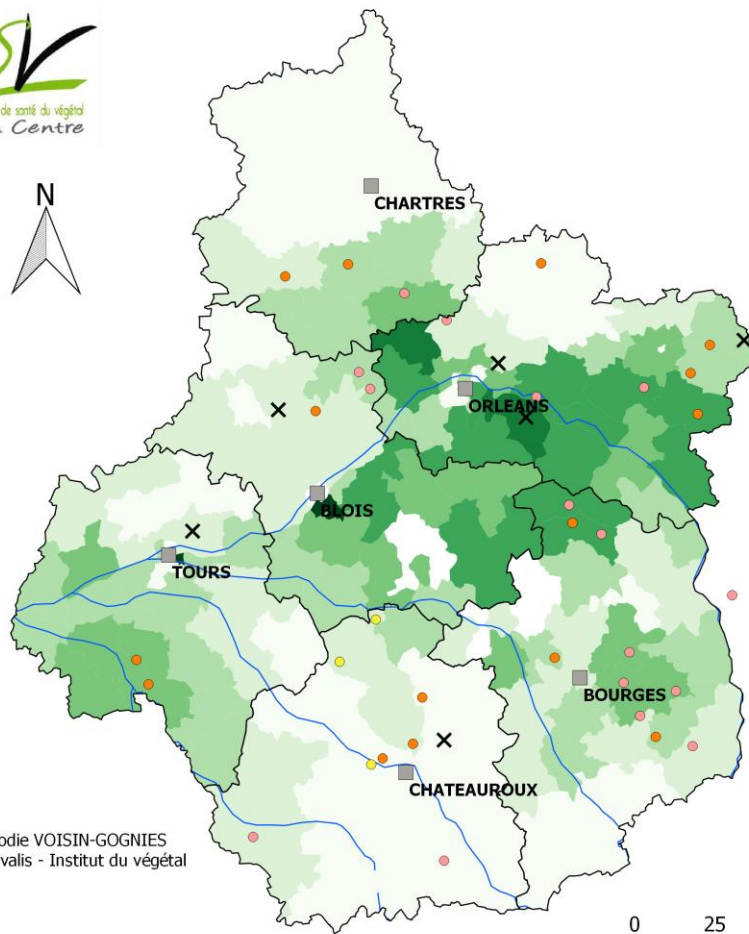 SV
de santé du végétal
Centre
N
CHARTRES
ORLEANS
BLOIS
TOURS
BOURGES
CHATEAUROUX
odie VOISIN-GOGNIES
valis - Institut du végétal
0 25